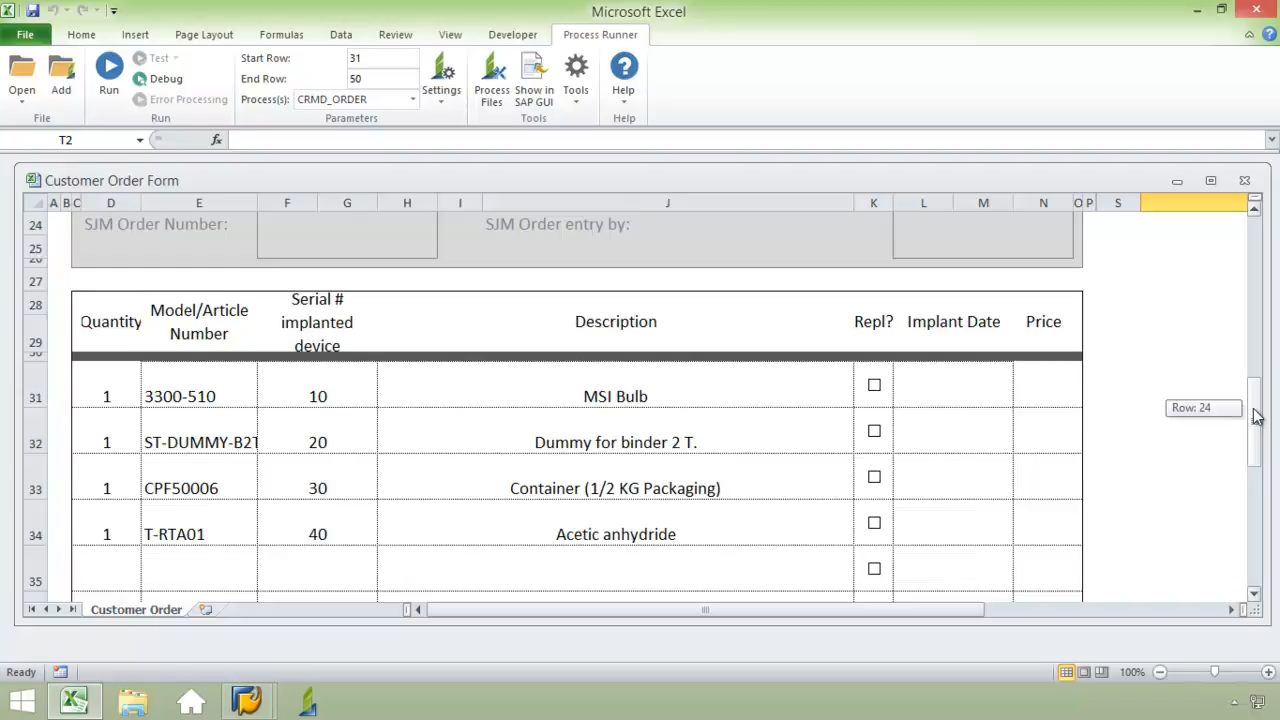 Microsoft Excel
File Home Insert Page Layout Formulas Data Review View Developer Process Runner
Open
Add
File
Run
Test
Debug
Error Processing
Run
Start Row: 31
End Row: 50
Process(s): CRMD_ORDER
Parameters
Settings
Process Files
Show in SAP GUI
Tools
Tools
Help
Help
T2
fx
Customer Order Form
A B C D E F G H I J K L M N O P S
24 SJM Order Number: SJM Order entry by:
25
26
27
28
29
30
Quantity
Model/Article
Number
Serial #
implanted
device
Description
Repl?
Implant Date
Price
31 1 3300-510 10 MSI Bulb
32 1 ST-DUMMY-B2T 20 Dummy for binder 2 T.
33 1 CPF50006 30 Container (1/2 KG Packaging)
34 1 T-RTA01 40 Acetic anhydride
35
Row: 24
Customer Order
Ready
100%